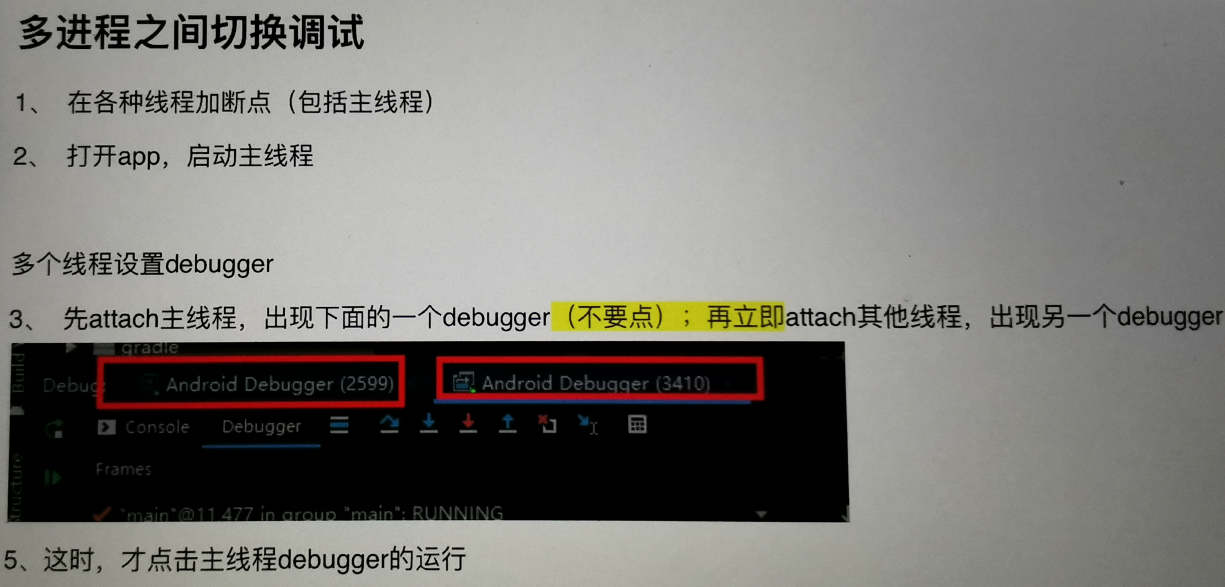 多进程之间切换调试
1、 在各种线程加断点（包括主线程）
2、 打开app，启动主线程
多个线程设置debugger
3、 先attach主线程，出现下面的一个debugger（不要点）；再立即attach其他线程，出现另一个debugger
gradle
Build
Debug: Android Debugger (2599) Android Debugger (3410)
Console Debugger
Frames
"main"@11,477 in group "main": RUNNING
5、这时，才点击主线程debugger的运行